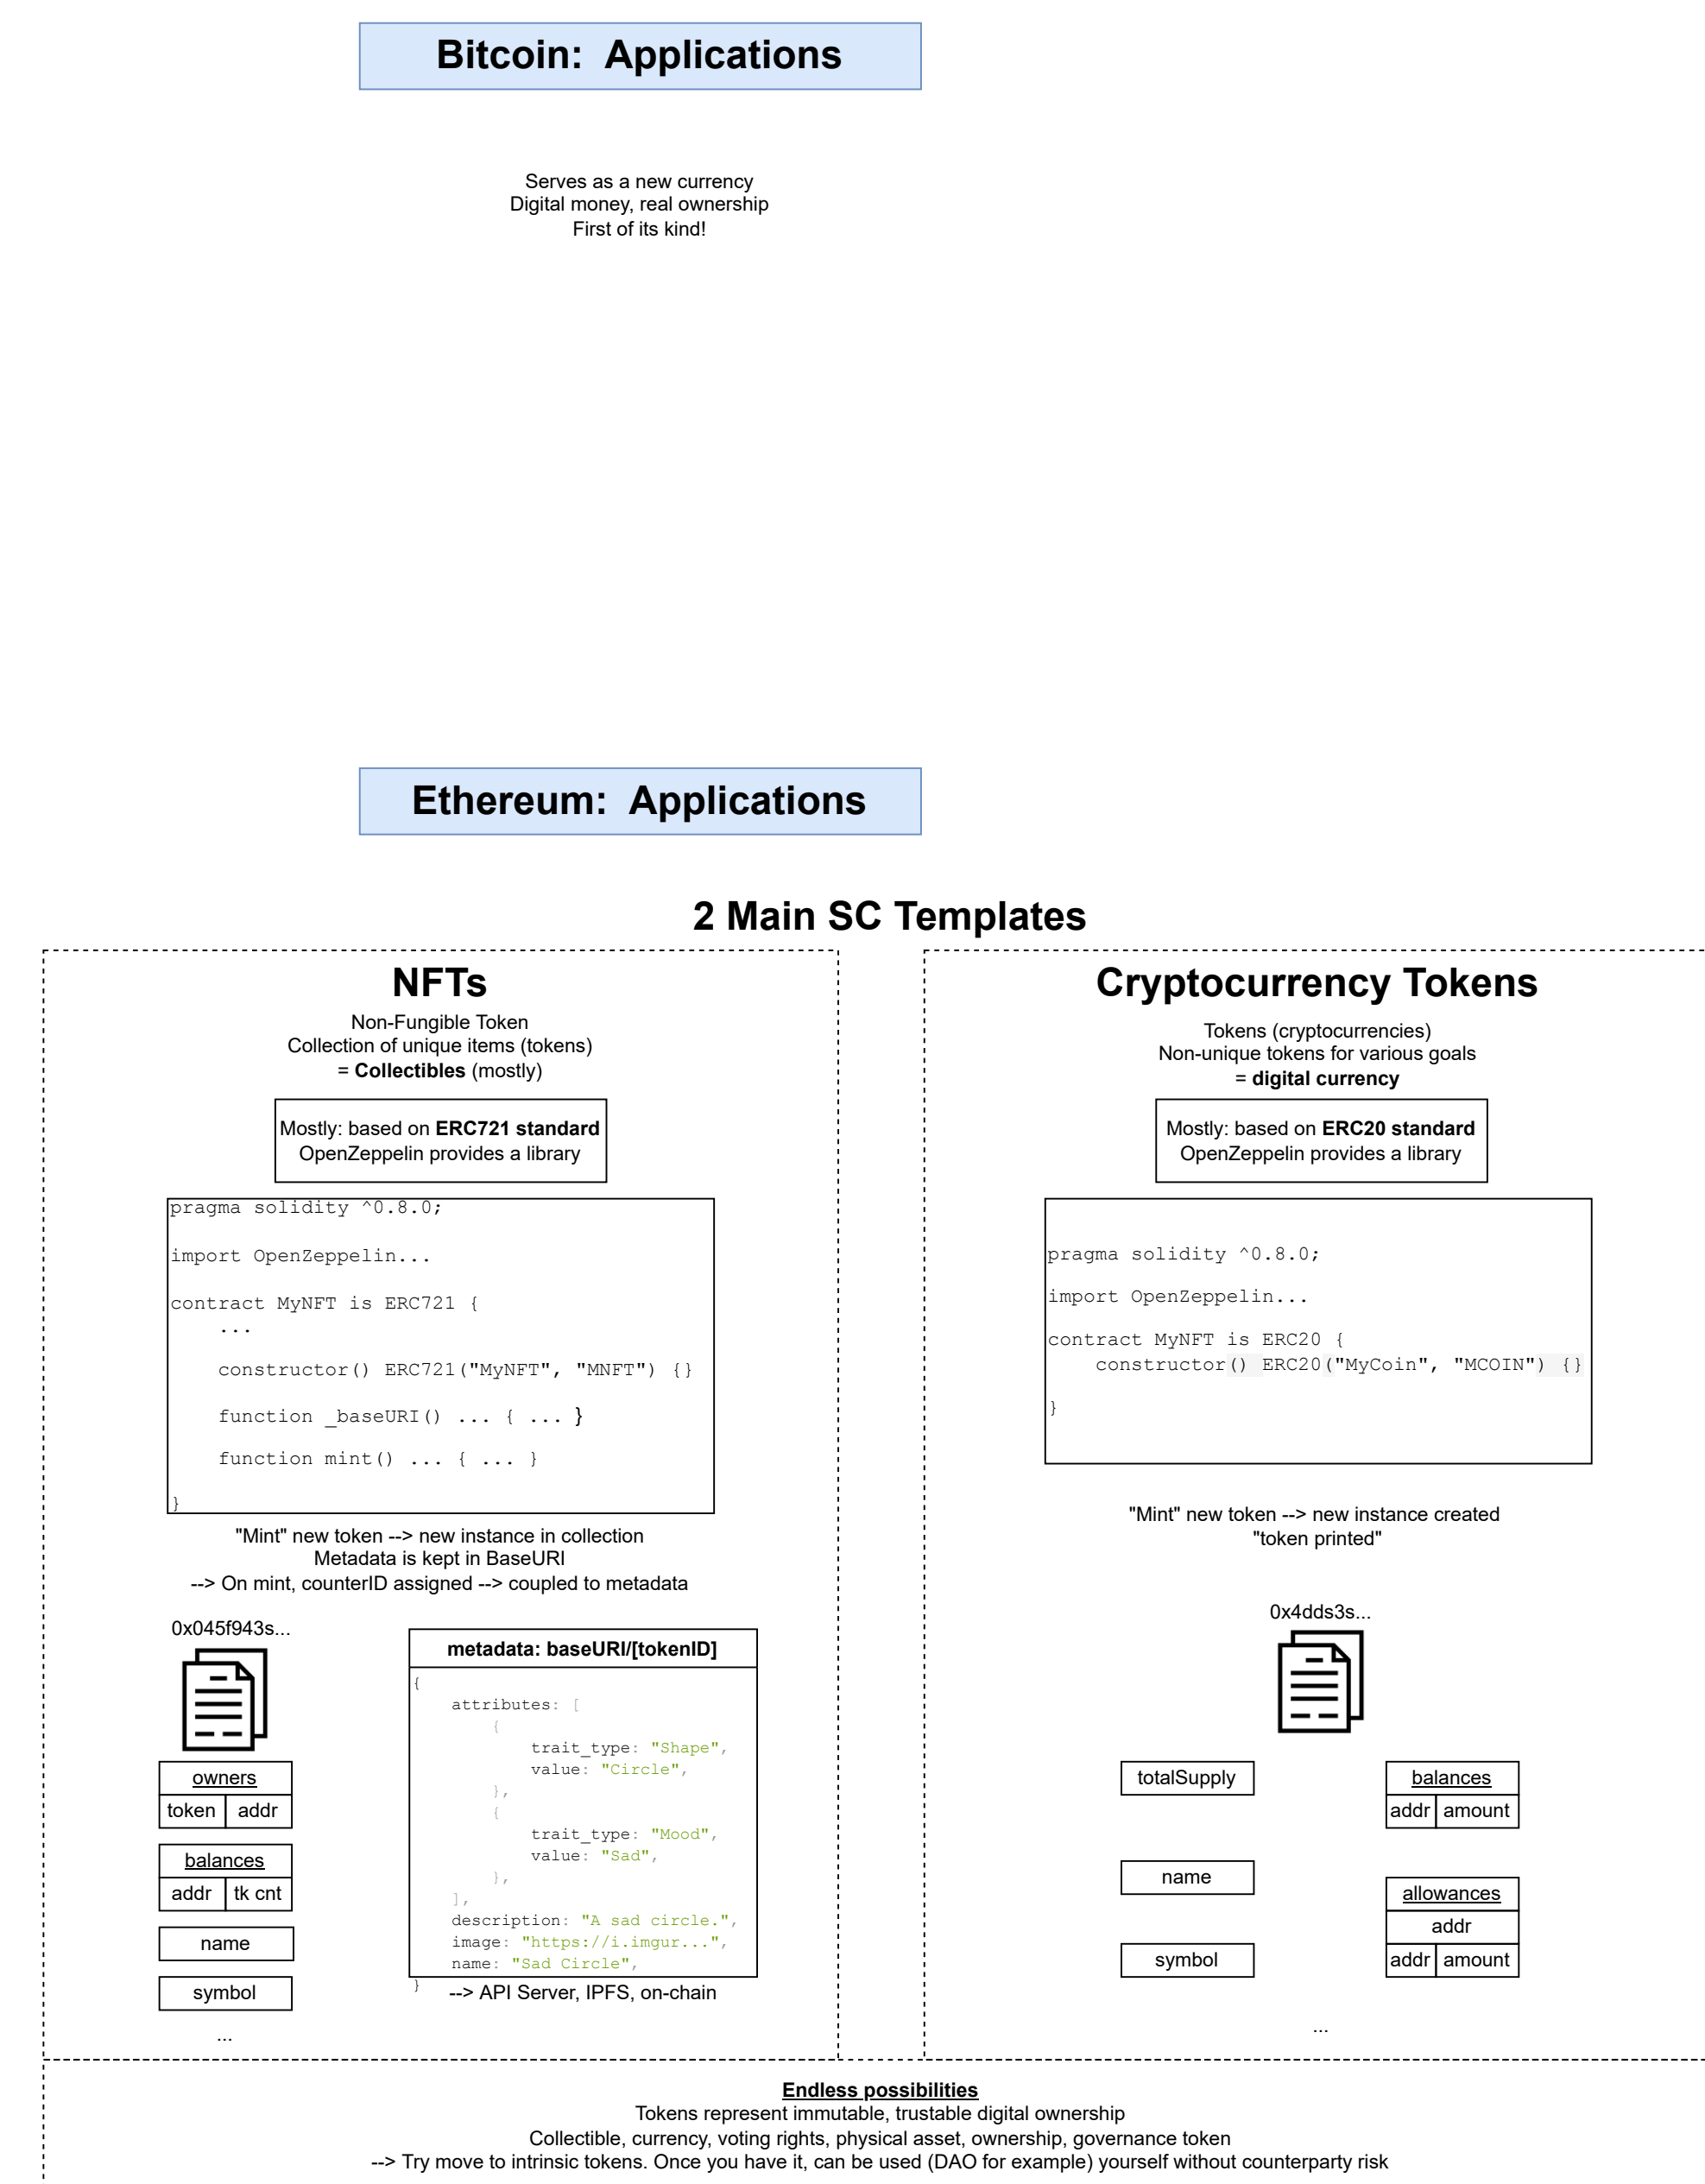 Bitcoin:  Applications
Serves as a new currency
Digital money, real ownership
First of its kind!
Ethereum:  Applications
2 Main SC Templates
NFTs
Non-Fungible Token
Collection of unique items (tokens)
= Collectibles (mostly)
Mostly: based on ERC721 standard
OpenZeppelin provides a library
pragma solidity ^0.8.0;
import OpenZeppelin...
contract MyNFT is ERC721 {
    ...
    constructor() ERC721("MyNFT", "MNFT") {}
    function _baseURI() ... { ... }
    function mint() ... { ... }
}
"Mint" new token --> new instance in collection
Metadata is kept in BaseURI
--> On mint, counterID assigned --> coupled to metadata
0x045f943s...
owners
token addr
balances
addr tk cnt
name
symbol
...
metadata: baseURI/[tokenID]
{
    attributes: [
        {
            trait_type: "Shape",
            value: "Circle",
        },
        {
            trait_type: "Mood",
            value: "Sad",
        },
    ],
    description: "A sad circle.",
    image: "https://i.imgur...",
    name: "Sad Circle",
}
--> API Server, IPFS, on-chain
Cryptocurrency Tokens
Tokens (cryptocurrencies)
Non-unique tokens for various goals
= digital currency
Mostly: based on ERC20 standard
OpenZeppelin provides a library
pragma solidity ^0.8.0;
import OpenZeppelin...
contract MyNFT is ERC20 {
    constructor() ERC20("MyCoin", "MCOIN") {}
}
"Mint" new token --> new instance created
"token printed"
0x4dds3s...
totalSupply
name
symbol
balances
addr amount
allowances
addr
addr amount
...
Endless possibilities
Tokens represent immutable, trustable digital ownership
Collectible, currency, voting rights, physical asset, ownership, governance token
--> Try move to intrinsic tokens. Once you have it, can be used (DAO for example) yourself without counterparty risk